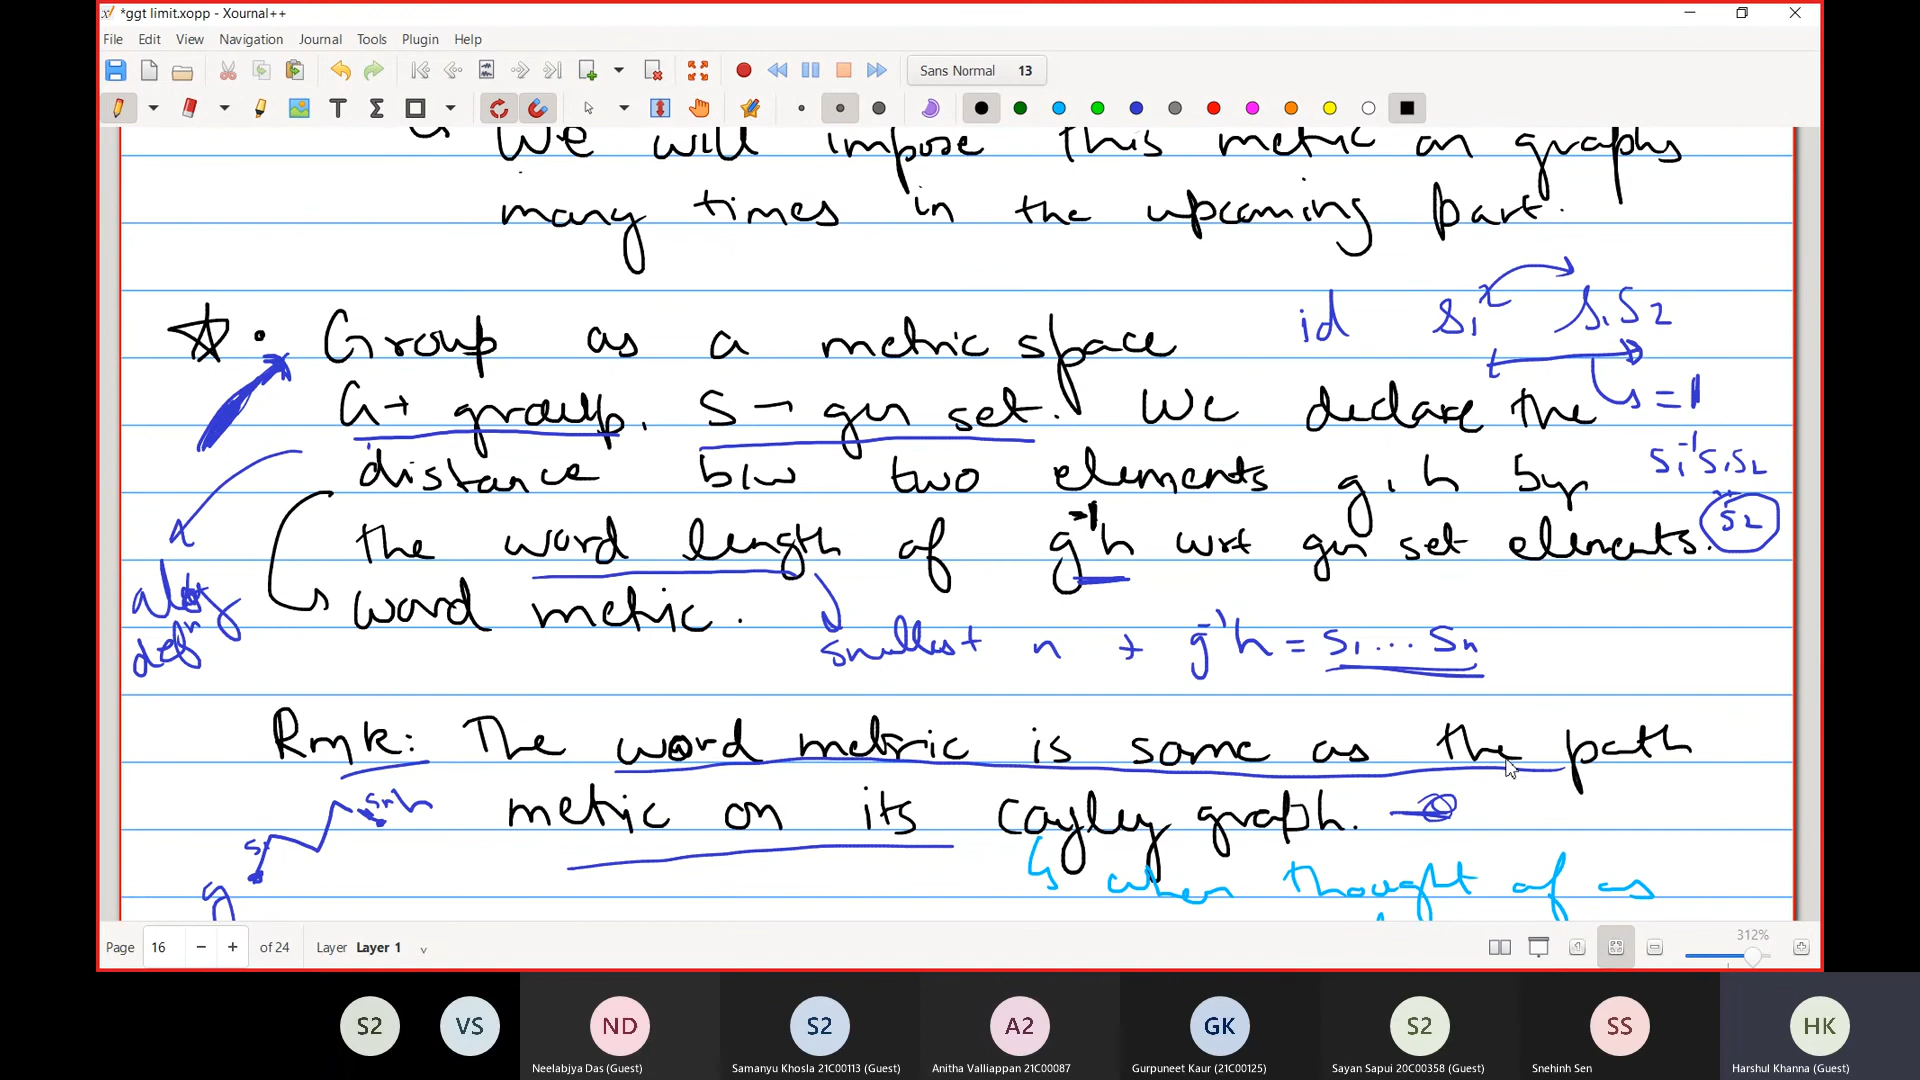 *ggt limit.xopp - Xournal++
File Edit View Navigation Journal Tools Plugin Help
Sans Normal 13
We will impose this metric on graphs
many times in the upcoming part.
id s₁ s₁s₂
Group as a metric space
G → group. S → gen set. We declare the
= 1
s₁⁻¹s₁s₂
distance b/w two elements g, h by
s₂
the word length of g⁻¹h wrt gen set elements.
word metric.
defⁿ
smallest n + g⁻¹h = s₁ ... sₙ
Rmk: The word metric is same as the path
sₙ h
metric on its cayley graph.
s₁
when thought of as
g
Page 16 − + of 24 Layer Layer 1
312%
S2 VS ND S2 A2 GK S2 SS HK
Neelabjya Das (Guest) Samanyu Khosla 21C00113 (Guest) Anitha Valliappan 21C00087 Gurpuneet Kaur (21C00125) Sayan Sapui 20C00358 (Guest) Snehinh Sen Harshul Khanna (Guest)